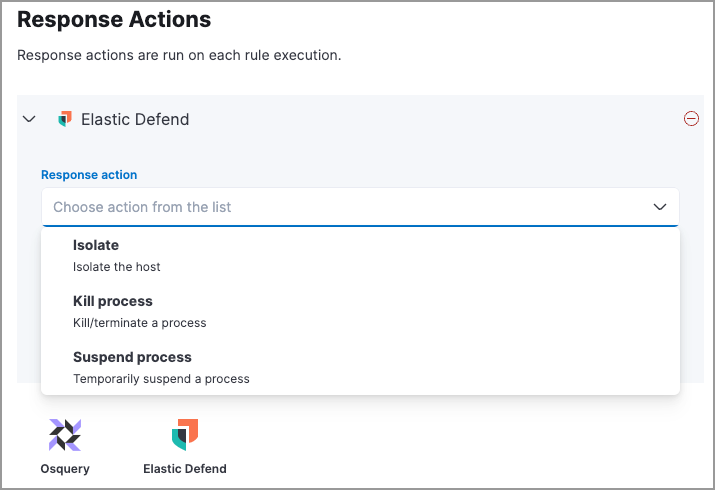 Response Actions
Response actions are run on each rule execution.
Elastic Defend
Response action
Choose action from the list
Isolate
Isolate the host
Kill process
Kill/terminate a process
Suspend process
Temporarily suspend a process
Osquery Elastic Defend